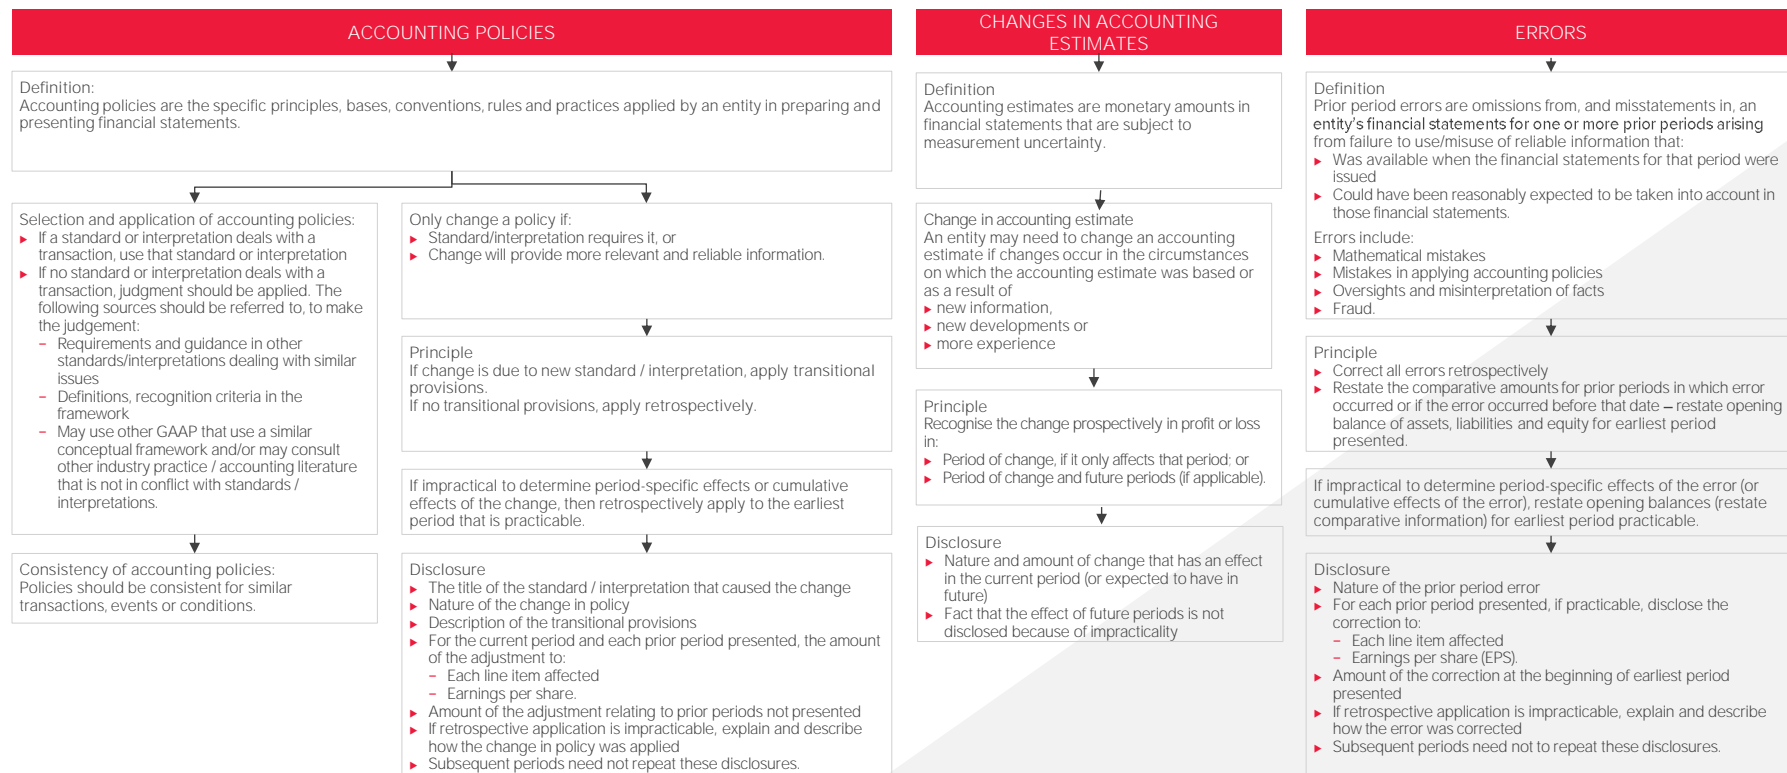 ACCOUNTING POLICIES
Definition:
Accounting policies are the specific principles, bases, conventions, rules and practices applied by an entity in preparing and
presenting financial statements.
Selection and application of accounting policies:
► If a standard or interpretation deals with a
transaction, use that standard or interpretation
► If no standard or interpretation deals with a
transaction, judgment should be applied. The
following sources should be referred to, to make
the judgement:
– Requirements and guidance in other
standards/interpretations dealing with similar
issues
– Definitions, recognition criteria in the
framework
– May use other GAAP that use a similar
conceptual framework and/or may consult
other industry practice / accounting literature
that is not in conflict with standards /
interpretations.
Consistency of accounting policies:
Policies should be consistent for similar
transactions, events or conditions.
Only change a policy if:
► Standard/interpretation requires it, or
► Change will provide more relevant and reliable information.
Principle
If change is due to new standard / interpretation, apply transitional
provisions.
If no transitional provisions, apply retrospectively.
If impractical to determine period-specific effects or cumulative
effects of the change, then retrospectively apply to the earliest
period that is practicable.
Disclosure
► The title of the standard / interpretation that caused the change
► Nature of the change in policy
► Description of the transitional provisions
► For the current period and each prior period presented, the amount
of the adjustment to:
– Each line item affected
– Earnings per share.
► Amount of the adjustment relating to prior periods not presented
► If retrospective application is impracticable, explain and describe
how the change in policy was applied
► Subsequent periods need not repeat these disclosures.
CHANGES IN ACCOUNTING
ESTIMATES
Definition
Accounting estimates are monetary amounts in
financial statements that are subject to
measurement uncertainty.
Change in accounting estimate
An entity may need to change an accounting
estimate if changes occur in the circumstances
on which the accounting estimate was based or
as a result of
► new information,
► new developments or
► more experience
Principle
Recognise the change prospectively in profit or loss
in:
► Period of change, if it only affects that period; or
► Period of change and future periods (if applicable).
Disclosure
► Nature and amount of change that has an effect
in the current period (or expected to have in
future)
► Fact that the effect of future periods is not
disclosed because of impracticality
ERRORS
Definition
Prior period errors are omissions from, and misstatements in, an
entity's financial statements for one or more prior periods arising
from failure to use/misuse of reliable information that:
► Was available when the financial statements for that period were
issued
► Could have been reasonably expected to be taken into account in
those financial statements.
Errors include:
► Mathematical mistakes
► Mistakes in applying accounting policies
► Oversights and misinterpretation of facts
► Fraud.
Principle
► Correct all errors retrospectively
► Restate the comparative amounts for prior periods in which error
occurred or if the error occurred before that date – restate opening
balance of assets, liabilities and equity for earliest period
presented.
If impractical to determine period-specific effects of the error (or
cumulative effects of the error), restate opening balances (restate
comparative information) for earliest period practicable.
Disclosure
► Nature of the prior period error
► For each prior period presented, if practicable, disclose the
correction to:
– Each line item affected
– Earnings per share (EPS).
► Amount of the correction at the beginning of earliest period
presented
► If retrospective application is impracticable, explain and describe
how the error was corrected
► Subsequent periods need not to repeat these disclosures.